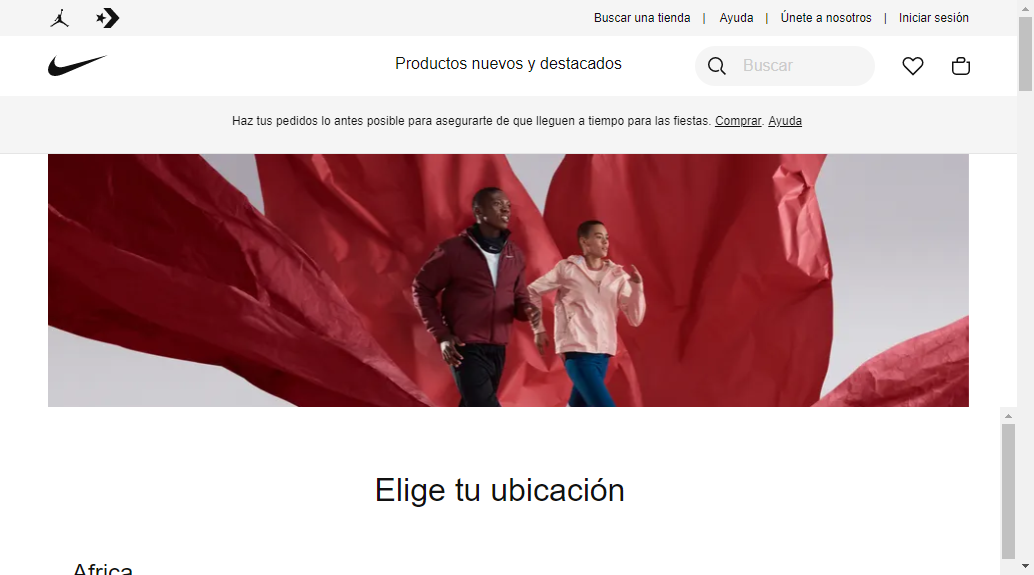 Buscar una tienda | Ayuda | Únete a nosotros | Iniciar sesión
Productos nuevos y destacados
Buscar
Haz tus pedidos lo antes posible para asegurarte de que lleguen a tiempo para las fiestas. Comprar. Ayuda
Elige tu ubicación
Africa